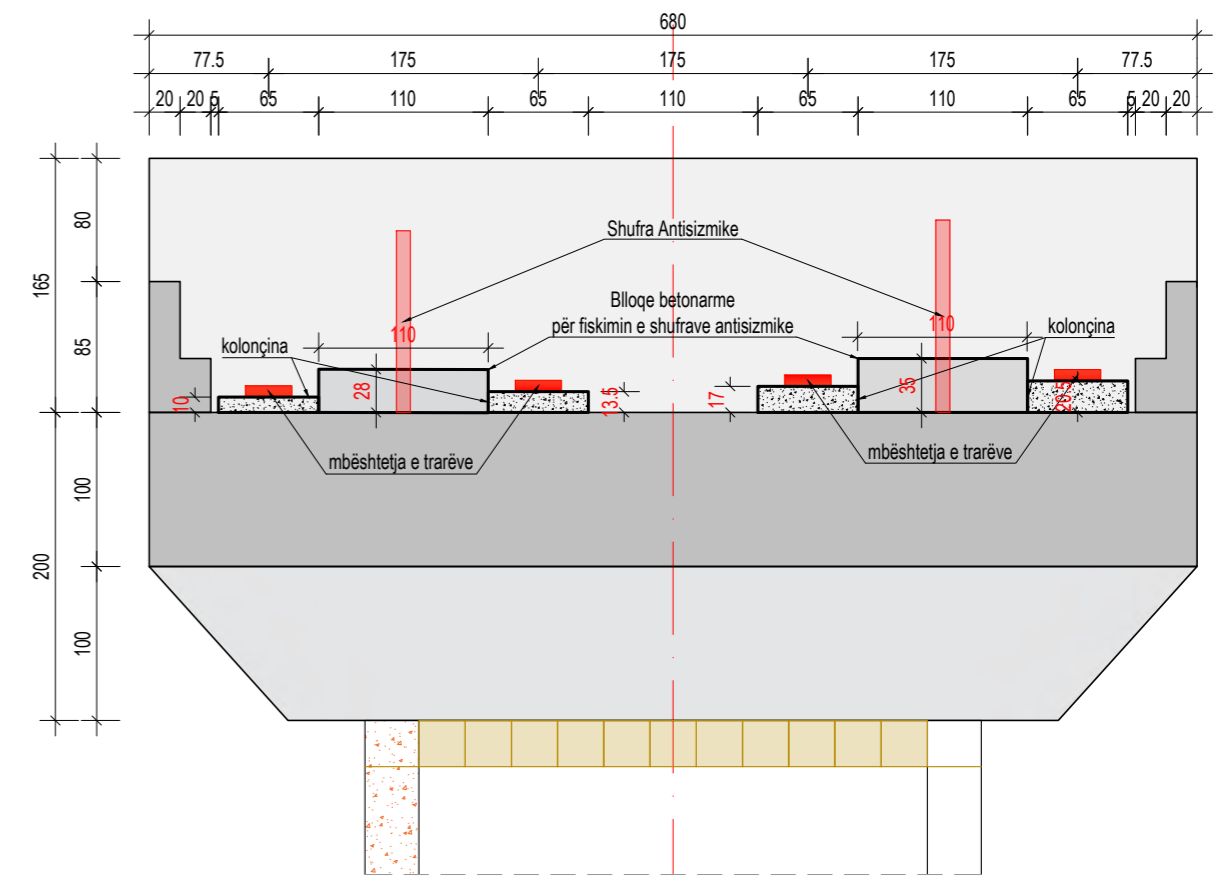 680
77.5 175 175 175 77.5
20 20 5 65 110 65 110 65 110 65 5 20 20
80
165
85
100
200
100
Shufra Antisizmike
Blloqe betonarme
për fiskimin e shufrave antisizmike
kolonçina
kolonçina
110
110
10
28
13.5
17
35
20.5
mbështetja e trarëve
mbështetja e trarëve